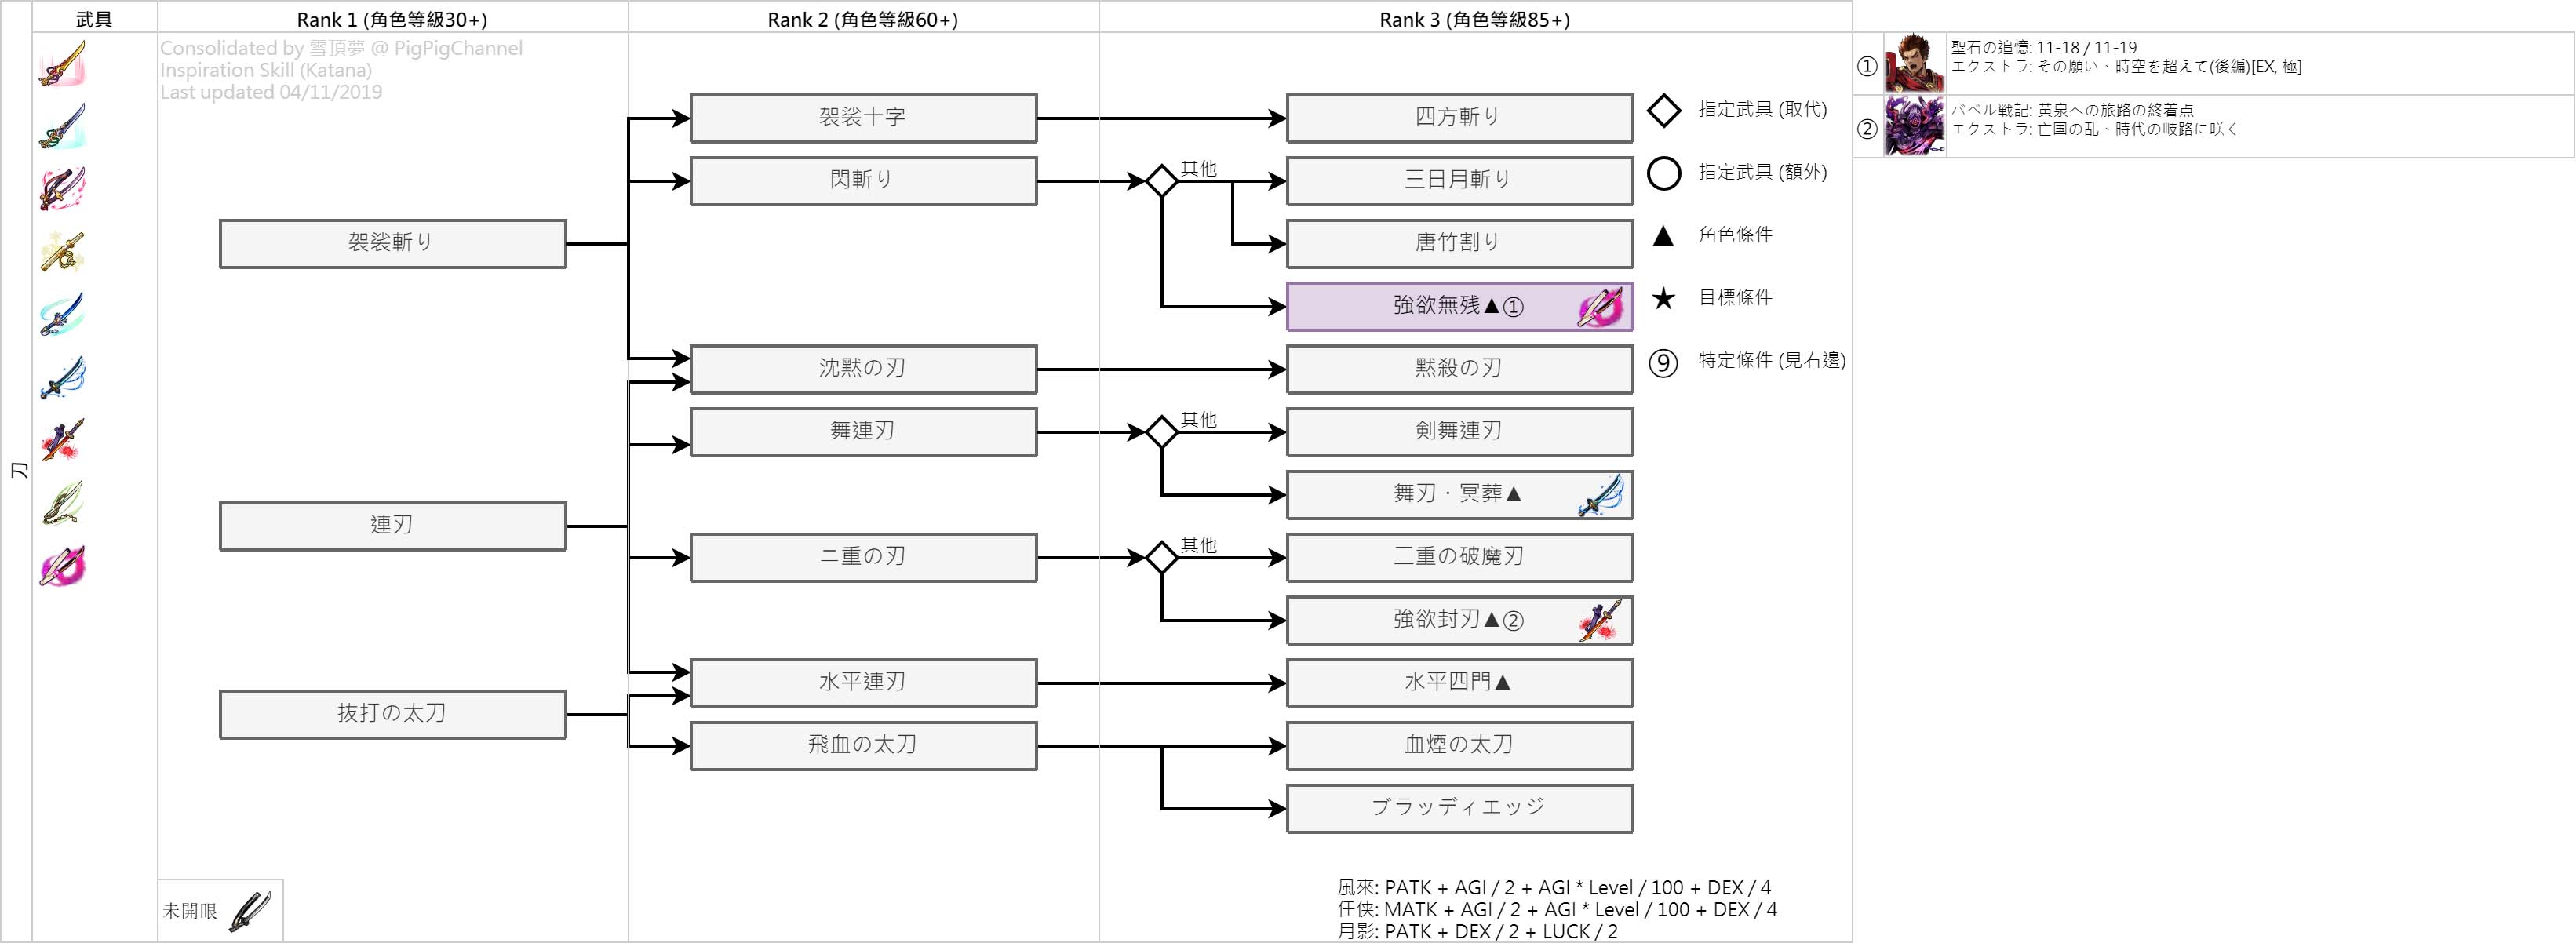 武具
Rank 1 (角色等級30+)
Rank 2 (角色等級60+)
Rank 3 (角色等級85+)
刀
Consolidated by 雪頂夢 @ PigPigChannel
Inspiration Skill (Katana)
Last updated 04/11/2019
袈裟斬り
連刃
抜打の太刀
袈裟十字
閃斬り
沈黙の刃
舞連刃
ニ重の刃
水平連刃
飛血の太刀
其他
其他
其他
四方斬り
三日月斬り
唐竹割り
強欲無残▲①
黙殺の刃
剣舞連刃
舞刃・冥葬▲
二重の破魔刃
強欲封刃▲②
水平四門▲
血煙の太刀
ブラッディエッジ
◇ 指定武具 (取代)
○ 指定武具 (額外)
▲ 角色條件
★ 目標條件
⑨ 特定條件 (見右邊)
① 聖石の追憶: 11-18 / 11-19
エクストラ: その願い、時空を超えて(後編)[EX, 極]
② バベル戦記: 黄泉への旅路の終着点
エクストラ: 亡国の乱、時代の岐路に咲く
未開眼
風來: PATK + AGI / 2 + AGI * Level / 100 + DEX / 4
任侠: MATK + AGI / 2 + AGI * Level / 100 + DEX / 4
月影: PATK + DEX / 2 + LUCK / 2